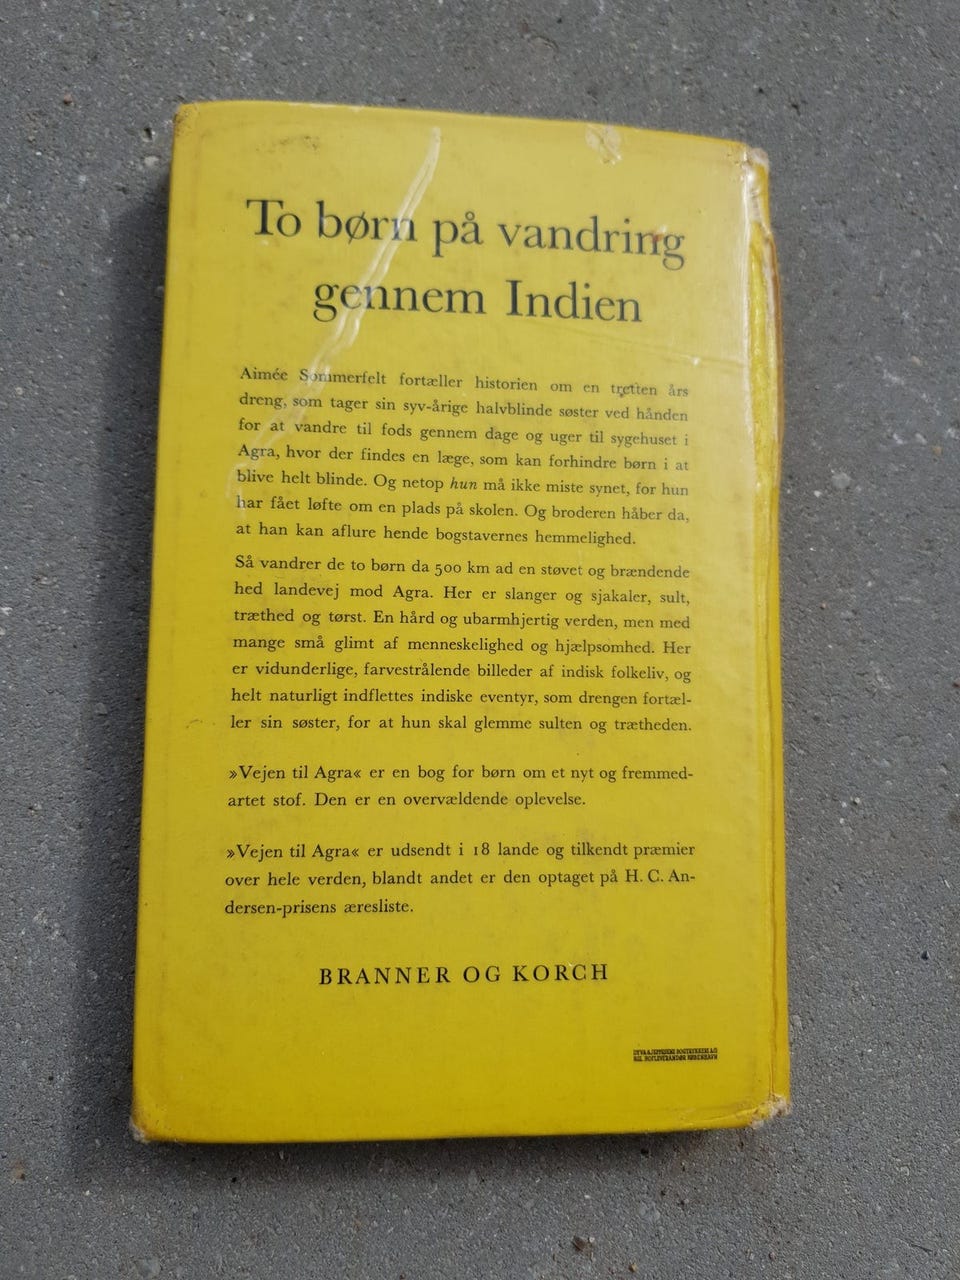 To børn på vandring
gennem Indien
Aimée Sommerfelt fortæller historien om en tretten års
dreng, som tager sin syv-årige halvblinde søster ved hånden
for at vandre til fods gennem dage og uger til sygehuset i
Agra, hvor der findes en læge, som kan forhindre børn i at
blive helt blinde. Og netop hun må ikke miste synet, for hun
har fået løfte om en plads på skolen. Og broderen håber da,
at han kan aflure hende bogstavernes hemmelighed.
Så vandrer de to børn da 500 km ad en støvet og brændende
hed landevej mod Agra. Her er slanger og sjakaler, sult,
træthed og tørst. En hård og ubarmhjertig verden, men med
mange små glimt af menneskelighed og hjælpsomhed. Her
er vidunderlige, farvestrålende billeder af indisk folkeliv, og
helt naturligt indflettes indiske eventyr, som drengen fortæl-
ler sin søster, for at hun skal glemme sulten og trætheden.
»Vejen til Agra« er en bog for børn om et nyt og fremmed-
artet stof. Den er en overvældende oplevelse.
»Vejen til Agra« er udsendt i 18 lande og tilkendt præmier
over hele verden, blandt andet er den optaget på H. C. An-
dersen-prisens æresliste.
BRANNER OG KORCH
DYVA & JEPPESENS BOGTRYKKERI A/S
KGL. HOFLEVERANDØR KØBENHAVN